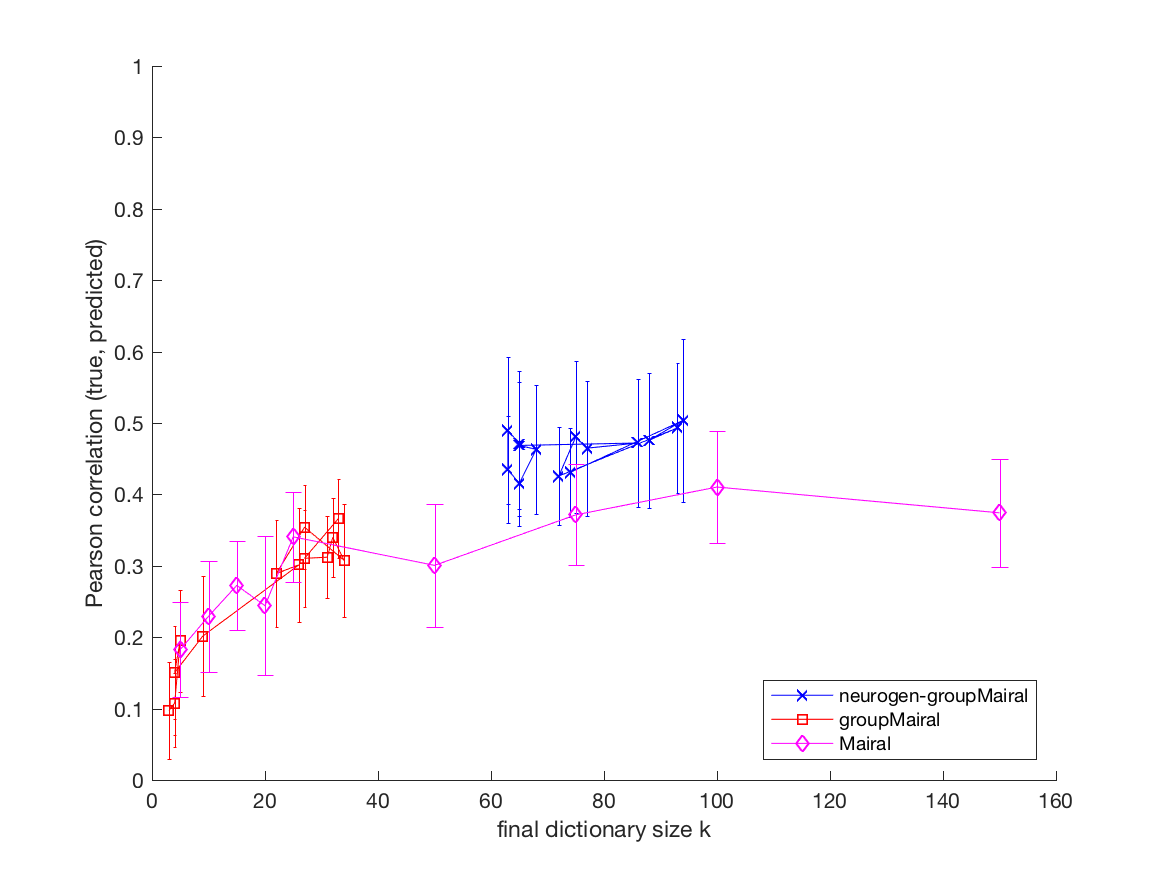 1
0.9
0.8
0.7
0.6
0.5
0.4
0.3
0.2
0.1
0
Pearson correlation (true, predicted)
0 20 40 60 80 100 120 140 160
final dictionary size k
neurogen-groupMairal
groupMairal
Mairal